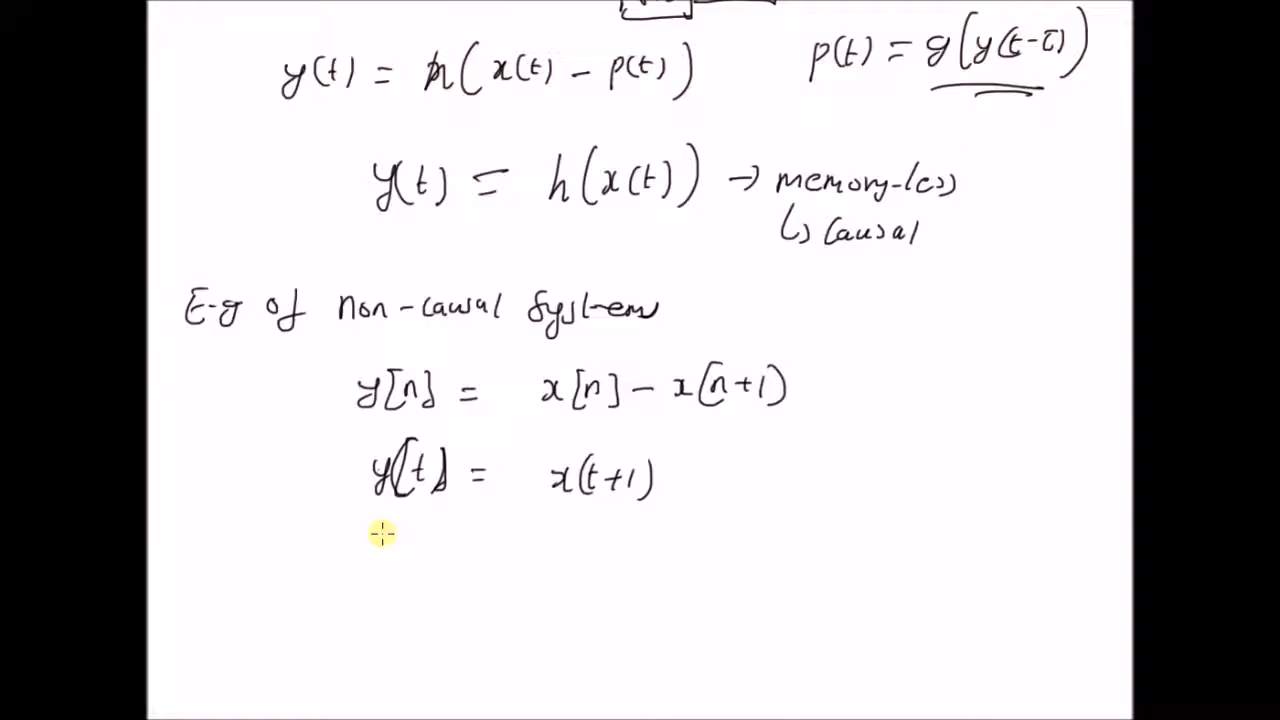 y(t) = h(x(t) - p(t)) p(t) = g(y(t-τ))
y(t) = h(x(t)) → memory-less
↳ causal
E-g of non-causal System
y[n] = x[n] - x[n+1]
y(t) = x(t+1)